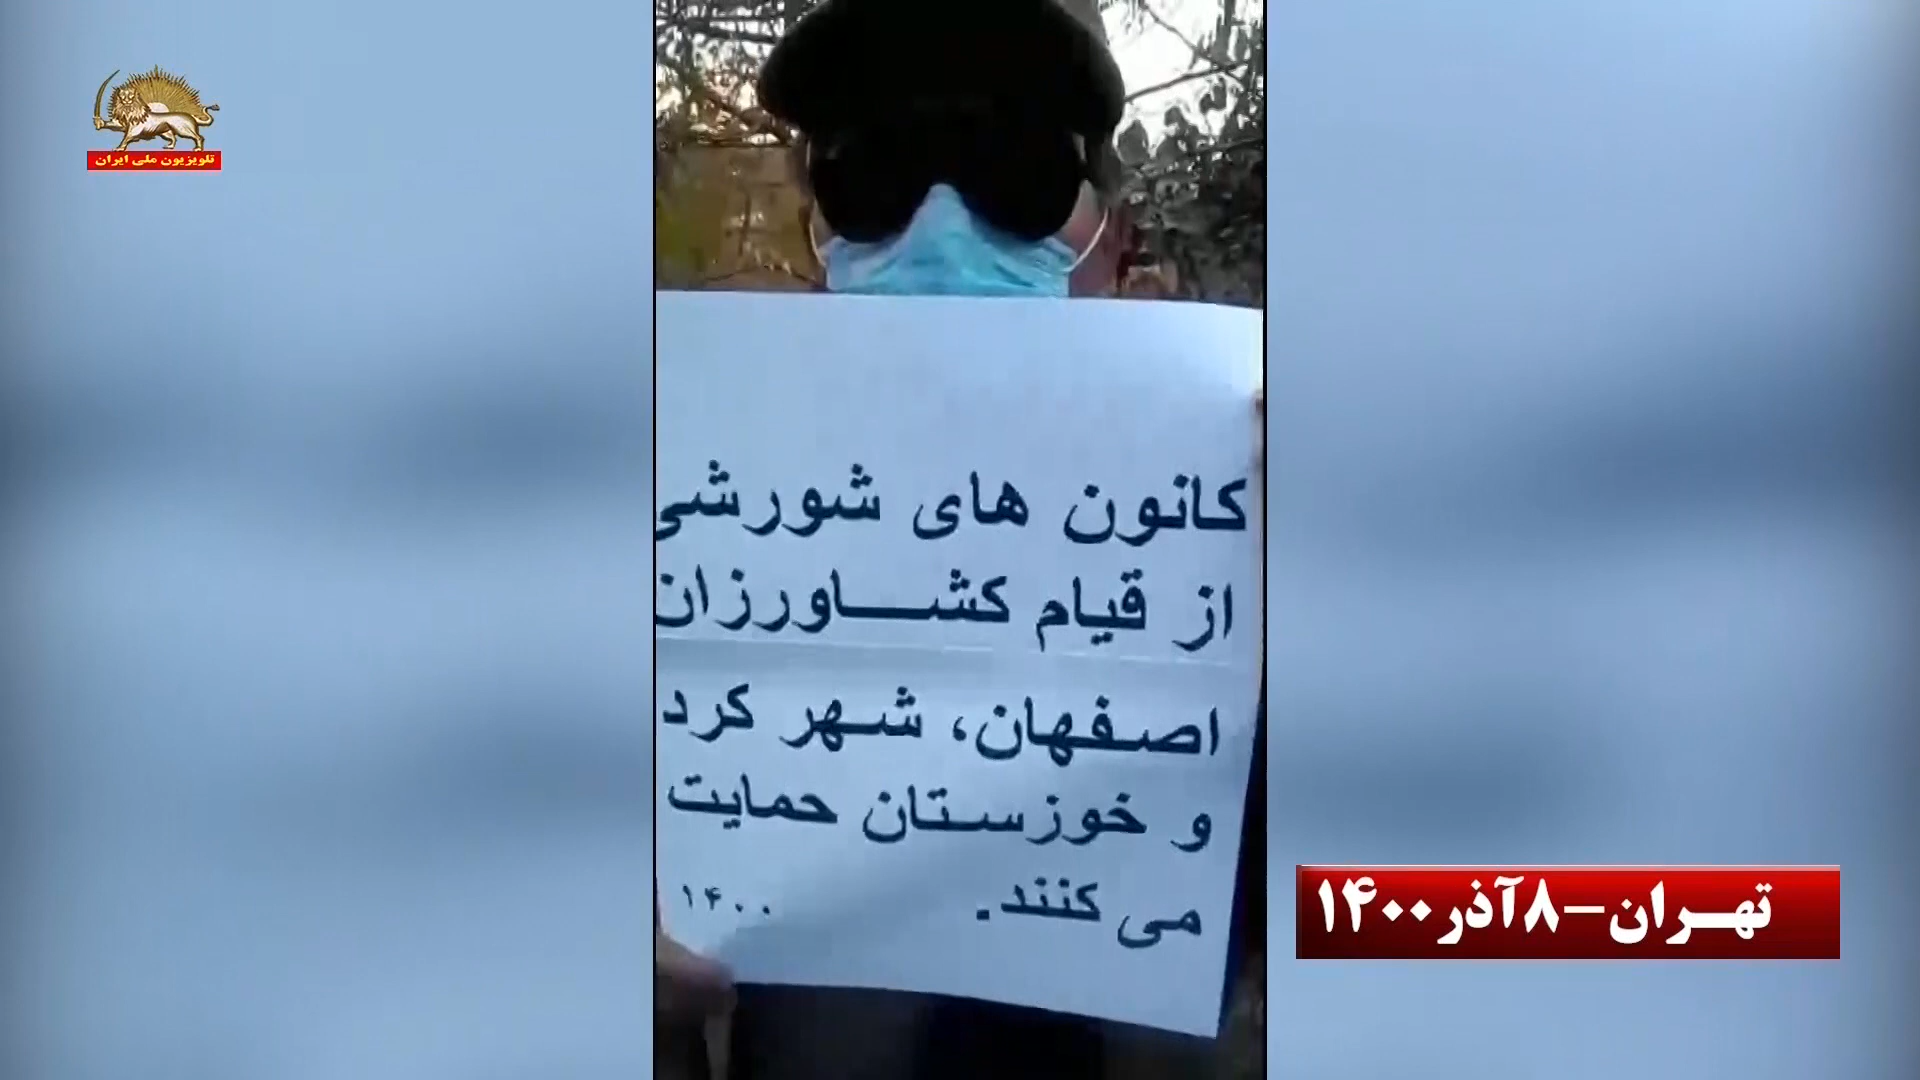 تلویزیون ملی ایران
کانون های شورشی
از قیام کشاورزان
اصفهان، شهر کرد
و خوزستان حمایت
می کنند.
۱۴۰۰
تهران-۸آذر۱۴۰۰